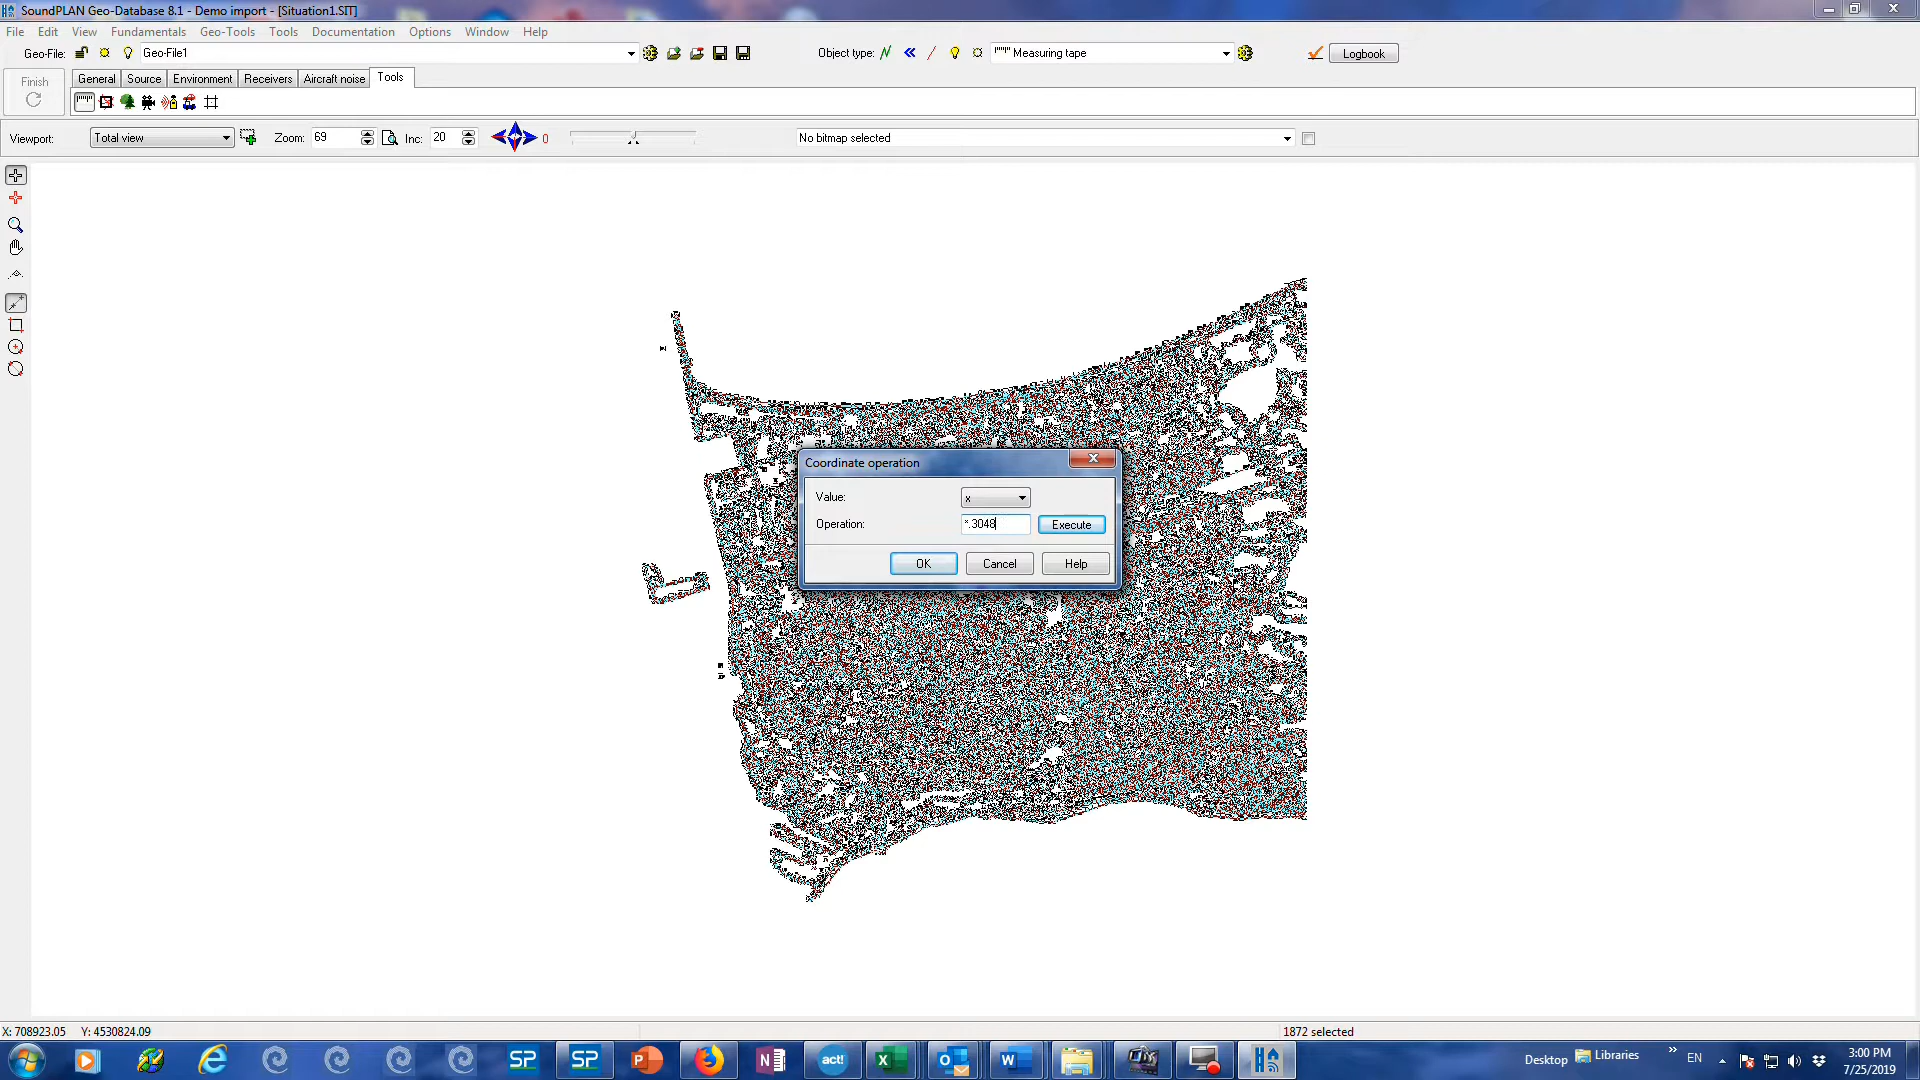 SoundPLAN Geo-Database 8.1 - Demo import - [Situation1.SIT]
File Edit View Fundamentals Geo-Tools Tools Documentation Options Window Help
Geo-File: Geo-File1 Object type: Measuring tape Logbook
Finish General Source Environment Receivers Aircraft noise Tools
Viewport: Total view Zoom: 69 Inc: 20 0 No bitmap selected
Coordinate operation
Value: x
Operation: *.3048 Execute
OK Cancel Help
X: 708923.05 Y: 4530824.09 1872 selected
SP SP P N act! X O W Desktop Libraries » EN 3:00 PM
7/25/2019